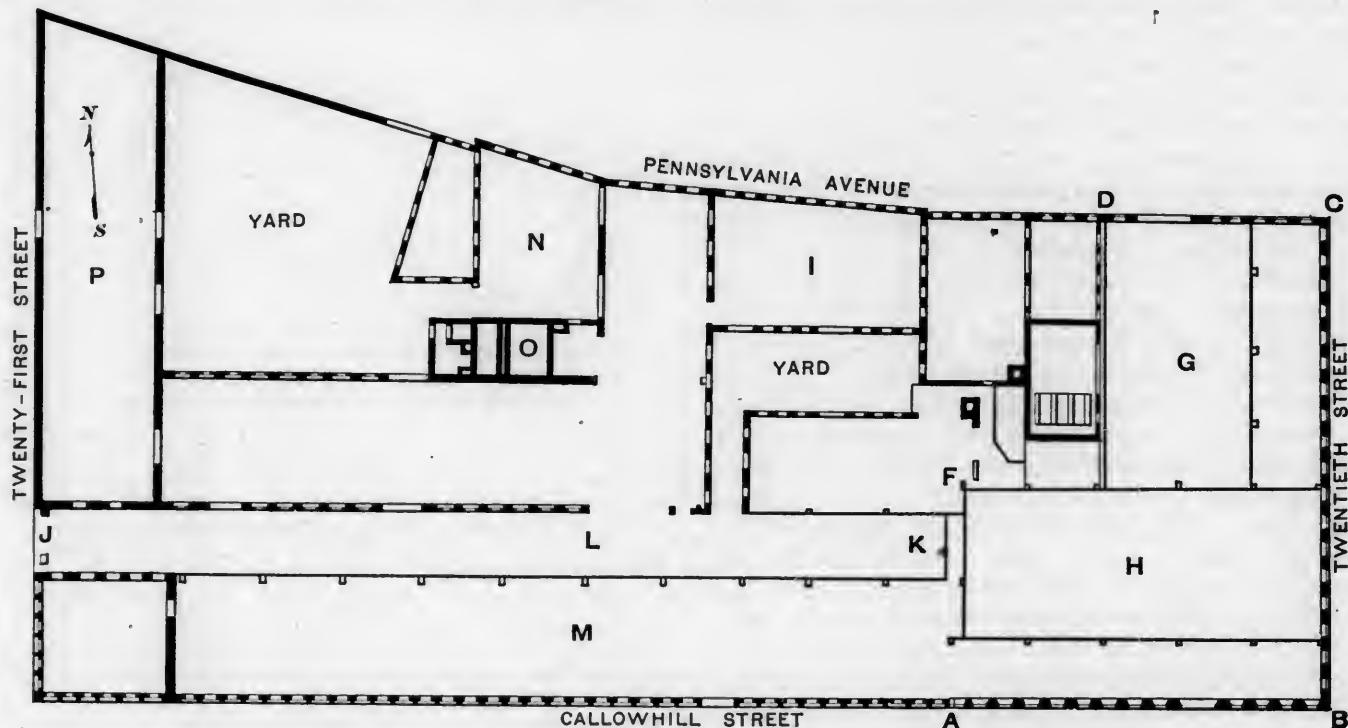 PENNSYLVANIA AVENUE
D
C
N
S
P
YARD
N
I
YARD
O
G
TWENTY-FIRST STREET
TWENTIETH STREET
F
J
L
K
H
M
CALLOWHILL STREET
A
B